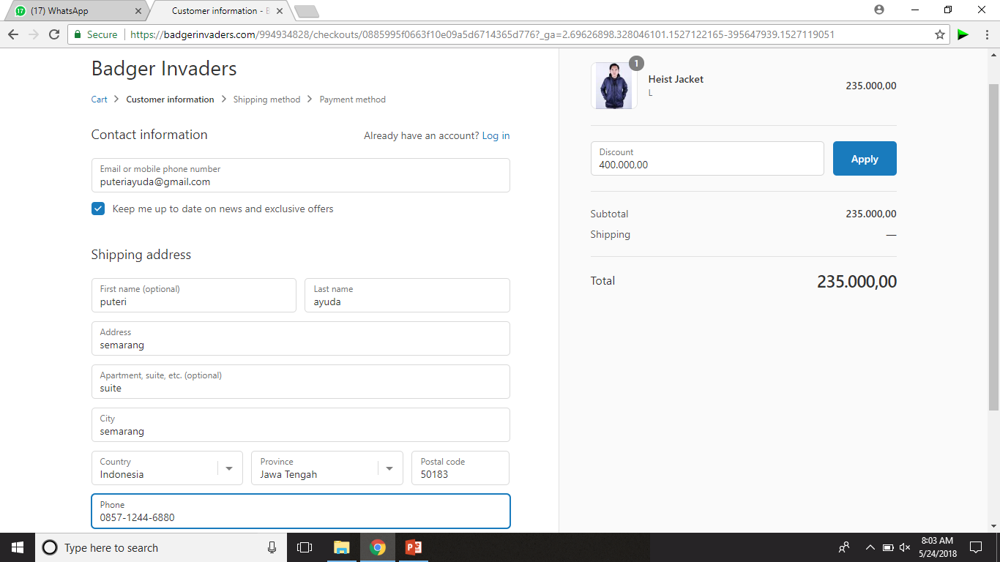 (17) WhatsApp
Customer information - B
Secure
https://badgerinvaders.com/994934828/checkouts/0885995f0663f10e09a5d6714365d776?_ga=2.69626898.328046101.1527122165-395647939.1527119051
Badger Invaders
Cart > Customer information > Shipping method > Payment method
Contact information
Already have an account? Log in
Email or mobile phone number
puteriayuda@gmail.com
Keep me up to date on news and exclusive offers
Shipping address
First name (optional)
puteri
Last name
ayuda
Address
semarang
Apartment, suite, etc. (optional)
suite
City
semarang
Country
Indonesia
Province
Jawa Tengah
Postal code
50183
Phone
0857-1244-6880
1
Heist Jacket
L
235.000,00
Discount
400.000,00
Apply
Subtotal 235.000,00
Shipping —
Total 235.000,00
Type here to search
8:03 AM
5/24/2018